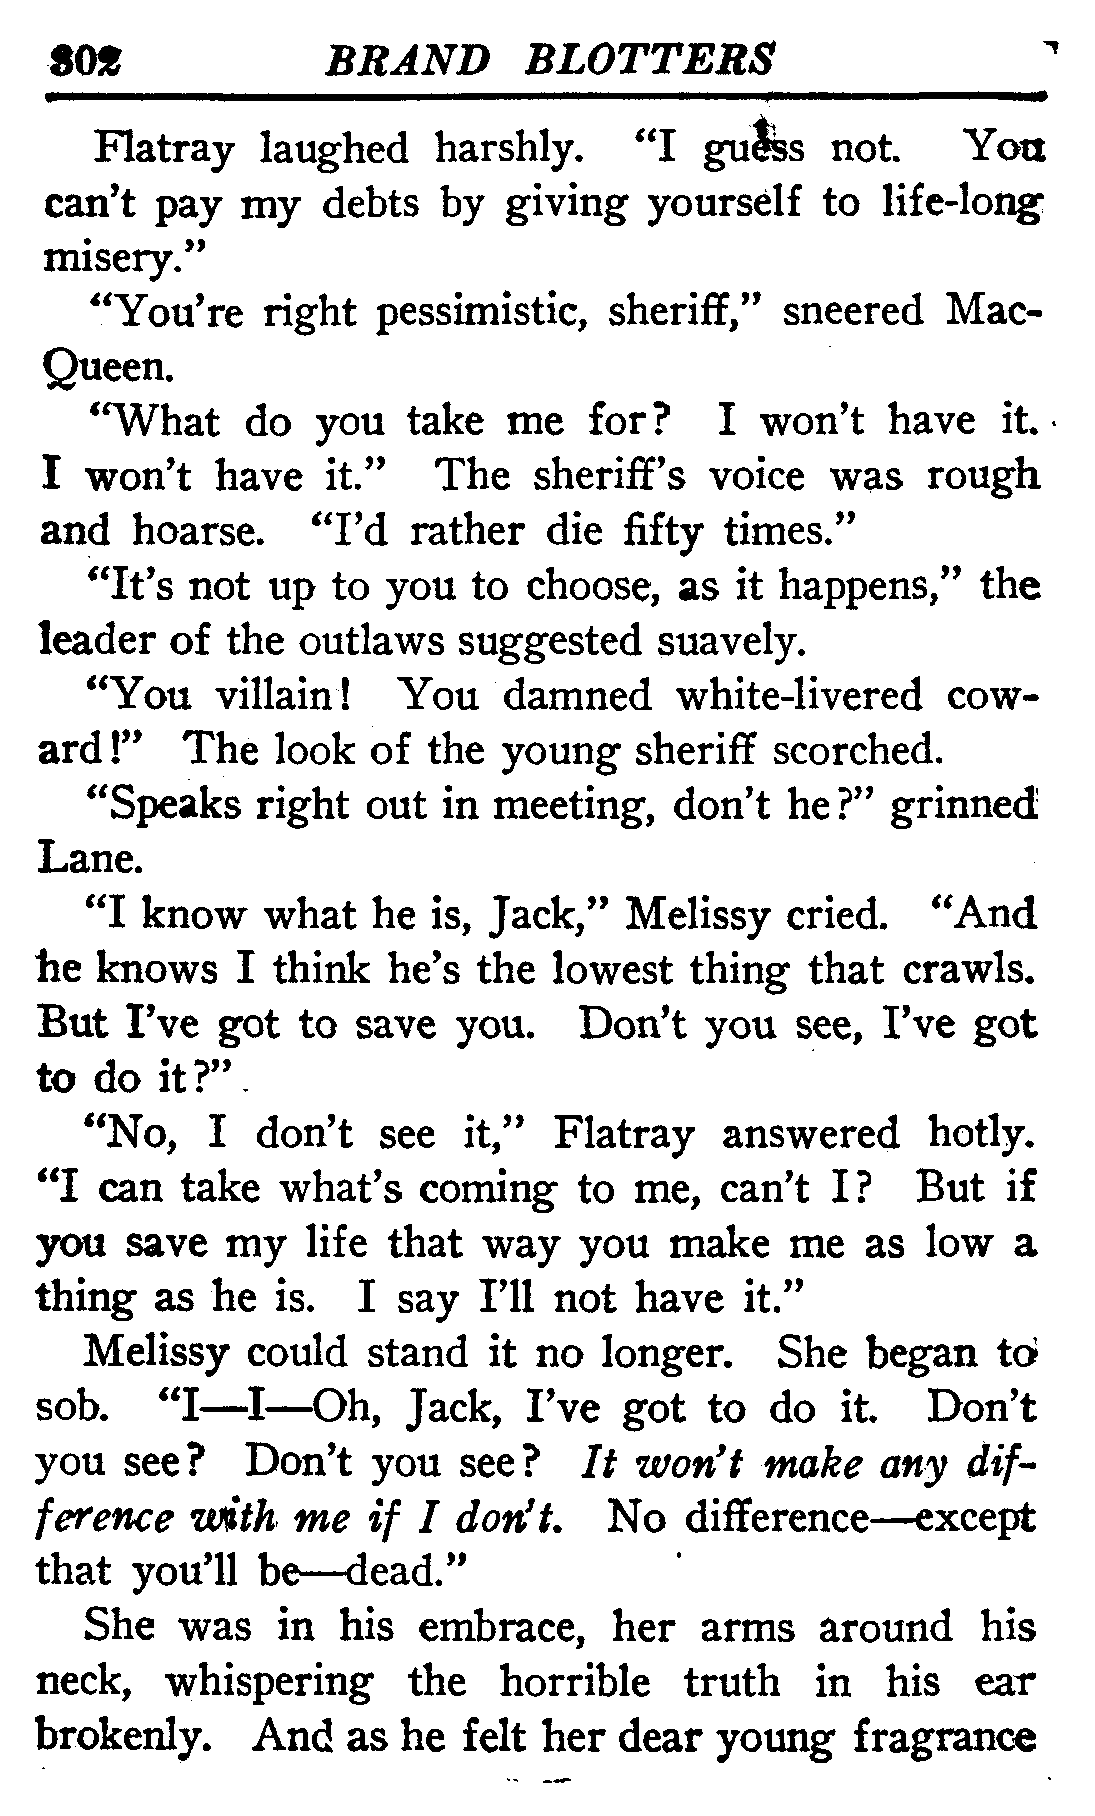 302 BRAND BLOTTERS
Flatray laughed harshly. "I guess not. You
can't pay my debts by giving yourself to life-long
misery."
"You're right pessimistic, sheriff," sneered Mac-
Queen.
"What do you take me for? I won't have it.
I won't have it." The sheriff's voice was rough
and hoarse. "I'd rather die fifty times."
"It's not up to you to choose, as it happens," the
leader of the outlaws suggested suavely.
"You villain! You damned white-livered cow-
ard!" The look of the young sheriff scorched.
"Speaks right out in meeting, don't he?" grinned
Lane.
"I know what he is, Jack," Melissy cried. "And
he knows I think he's the lowest thing that crawls.
But I've got to save you. Don't you see, I've got
to do it?"
"No, I don't see it," Flatray answered hotly.
"I can take what's coming to me, can't I? But if
you save my life that way you make me as low a
thing as he is. I say I'll not have it."
Melissy could stand it no longer. She began to
sob. "I—I—Oh, Jack, I've got to do it. Don't
you see? Don't you see? It won't make any dif-
ference with me if I don't. No difference—except
that you'll be—dead."
She was in his embrace, her arms around his
neck, whispering the horrible truth in his ear
brokenly. And as he felt her dear young fragrance